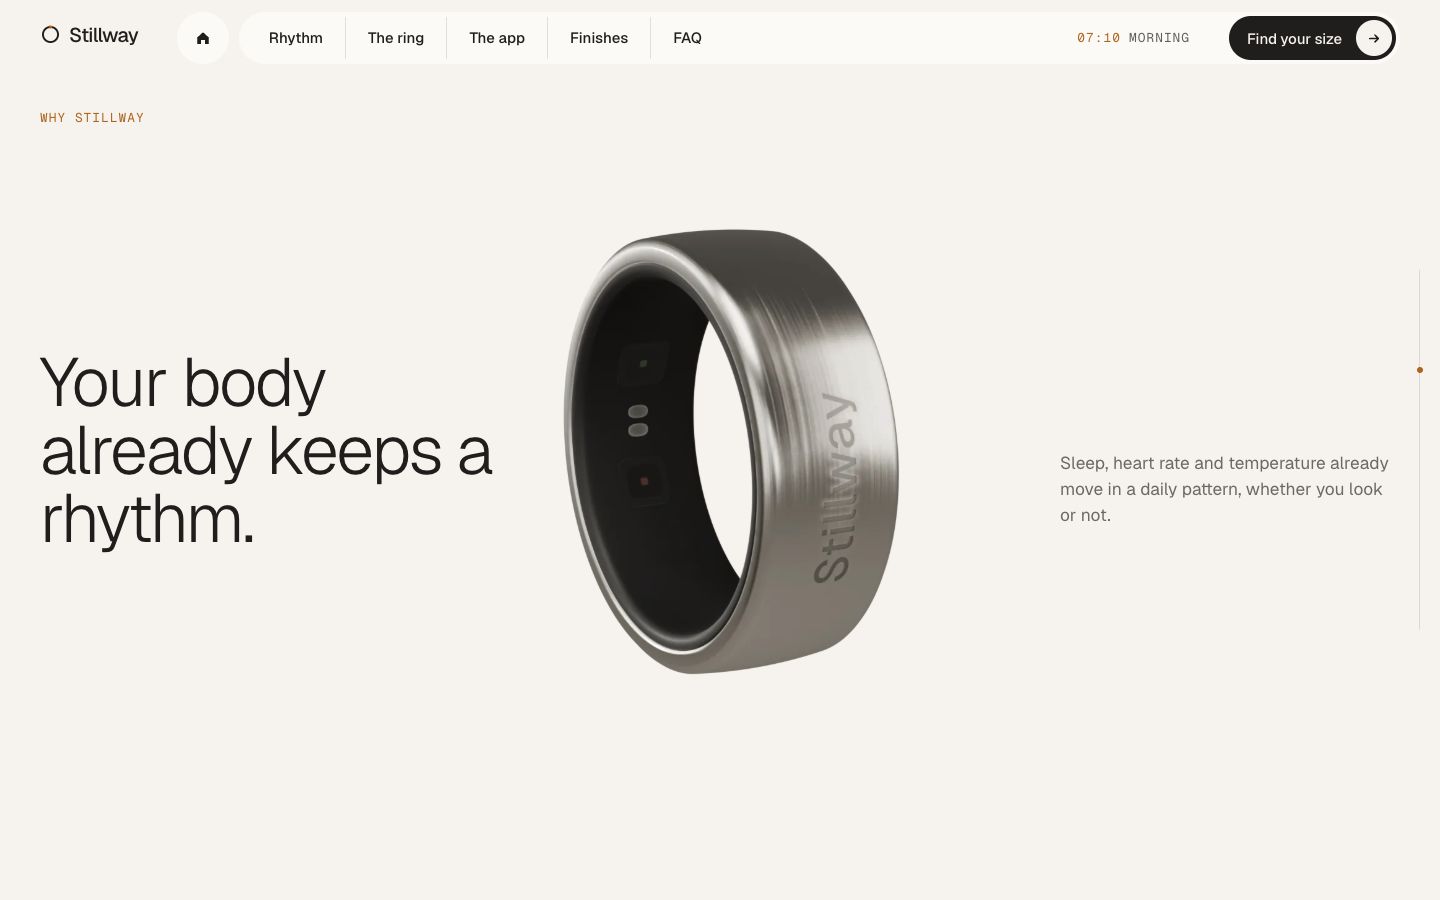 Stillway
Rhythm
The ring
The app
Finishes
FAQ
07:10 MORNING
Find your size
WHY STILLWAY
Your body
already keeps a
rhythm.
Stillway
Sleep, heart rate and temperature already
move in a daily pattern, whether you look
or not.